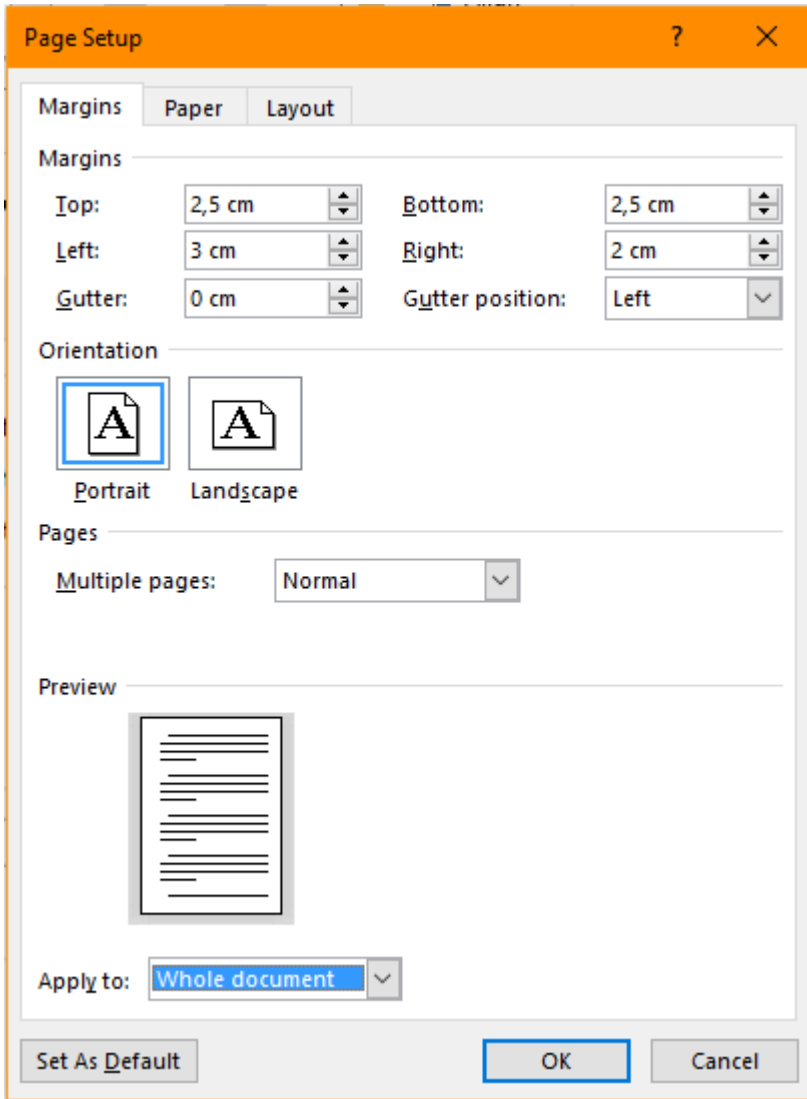 Page Setup ?
Margins Paper Layout
Margins
Top: 2,5 cm Bottom: 2,5 cm
Left: 3 cm Right: 2 cm
Gutter: 0 cm Gutter position: Left
Orientation
A A
Portrait Landscape
Pages
Multiple pages: Normal
Preview
Apply to: Whole document
Set As Default OK Cancel